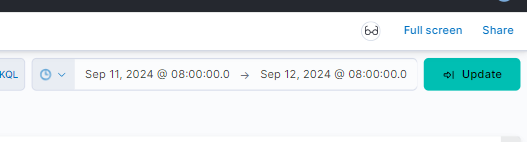 Full screen Share
KQL Sep 11, 2024 @ 08:00:00.0 → Sep 12, 2024 @ 08:00:00.0 Update